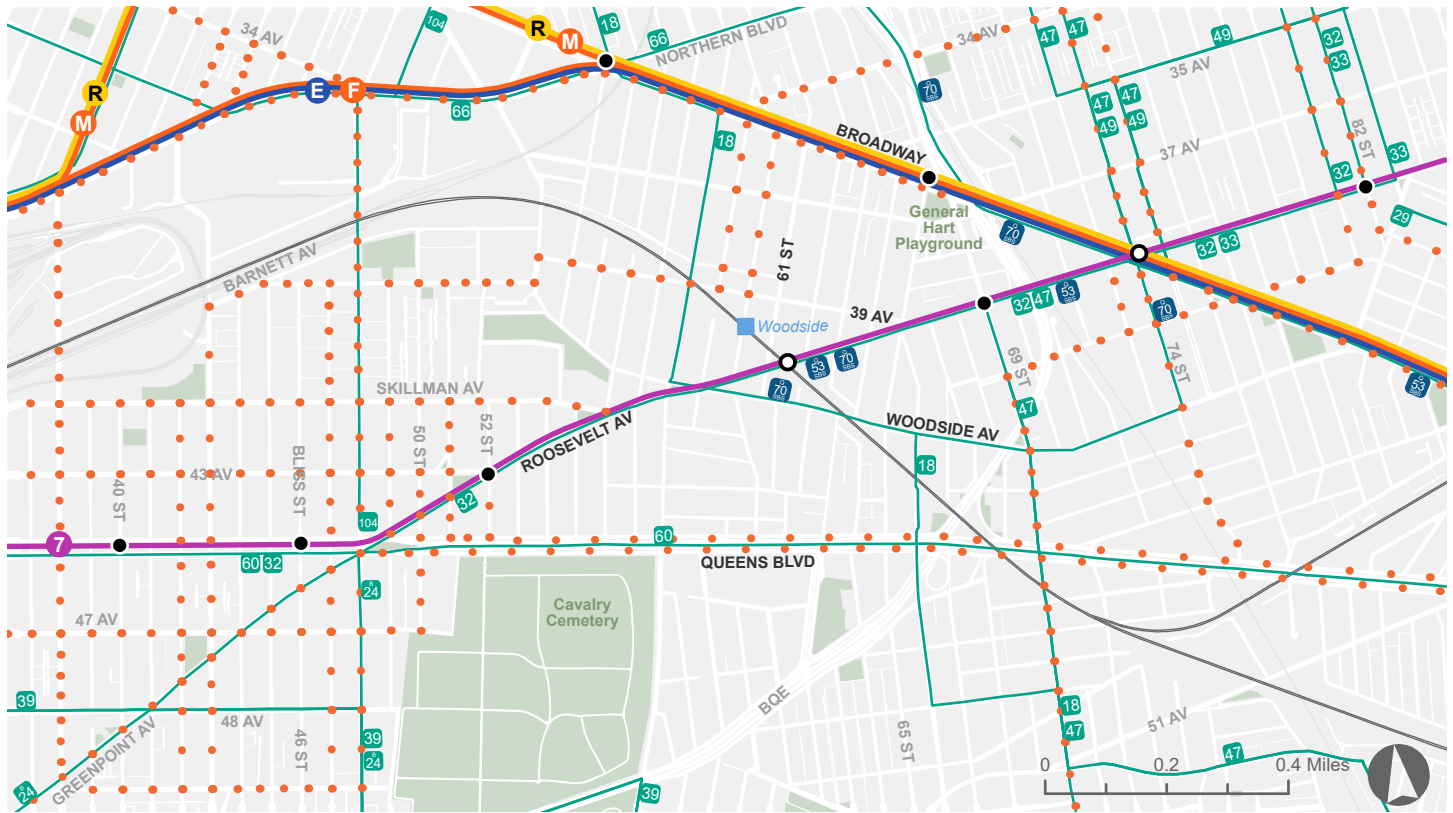 34 AV
104
18
66
NORTHERN BLVD
R
M
34 AV
47
47
49
32
33
35 AV
R
M
E
F
66
70
SBS
47
47
49
49
BROADWAY
18
37 AV
82 ST
33
32
General
Hart
Playground
29
70
SBS
32
33
BARNETT AV
61 ST
39 AV
32
47
53
SBS
70
SBS
Woodside
53
SBS
70
SBS
70
SBS
69 ST
74 ST
53
SBS
SKILLMAN AV
47
52 ST
50 ST
ROOSEVELT AV
WOODSIDE AV
BLISS ST
43 AV
40 ST
18
32
104
7
60
60
32
QUEENS BLVD
B
24
Cavalry
Cemetery
47 AV
39
48 AV
46 ST
GREENPOINT AV
39
B
24
B
24
BQE
65 ST
18
47
51 AV
47
39
0
0.2
0.4 Miles